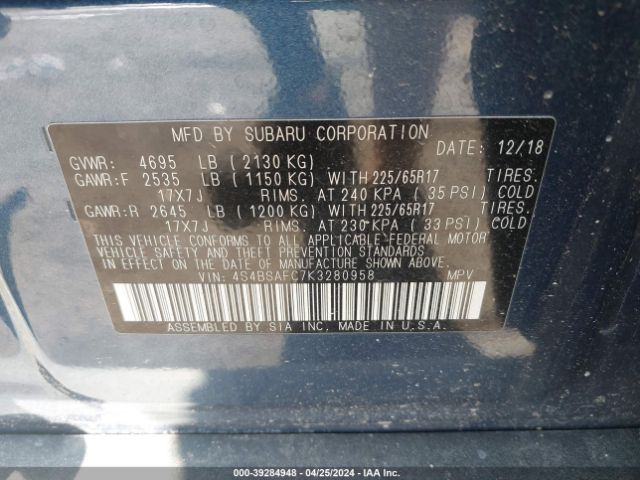 MFD BY SUBARU CORPORATION DATE: 12/18
GVWR: 4695 LB (2130 KG)
GAWR:F 2535 LB (1150 KG) WITH 225/65R17 TIRES.
17X7J RIMS. AT 240 KPA (35 PSI) COLD
GAWR:R 2645 LB (1200 KG) WITH 225/65R17 TIRES.
17X7J RIMS. AT 230 KPA (33 PSI) COLD
THIS VEHICLE CONFORMS TO ALL APPLICABLE FEDERAL MOTOR
VEHICLE SAFETY AND THEFT PREVENTION STANDARDS
IN EFFECT ON THE DATE OF MANUFACTURE SHOWN ABOVE.
VIN: 4S4BSAFC7K3280958 MPV
ASSEMBLED BY SIA INC. MADE IN U.S.A.
000-39284948 - 04/25/2024 - IAA Inc.